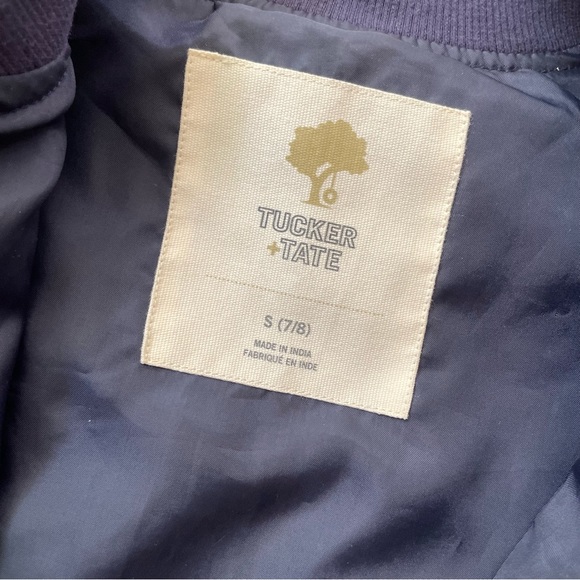 TUCKER
+TATE
S (7/8)
MADE IN INDIA
FABRIQUÉ EN INDE